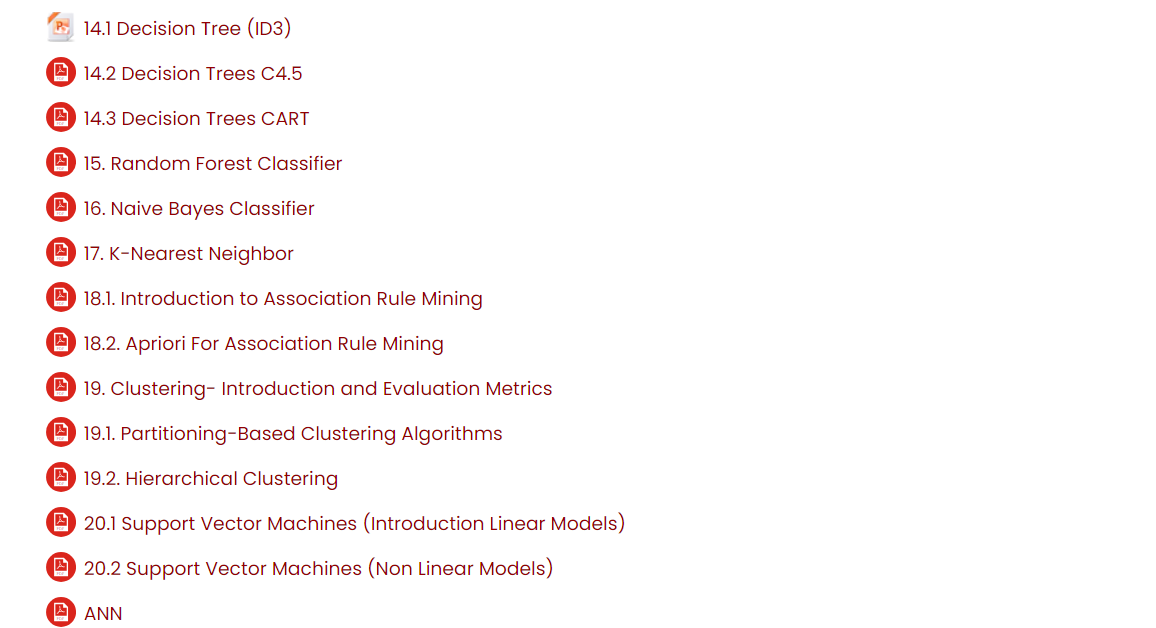 14.1 Decision Tree (ID3)
14.2 Decision Trees C4.5
14.3 Decision Trees CART
15. Random Forest Classifier
16. Naive Bayes Classifier
17. K-Nearest Neighbor
18.1. Introduction to Association Rule Mining
18.2. Apriori For Association Rule Mining
19. Clustering- Introduction and Evaluation Metrics
19.1. Partitioning-Based Clustering Algorithms
19.2. Hierarchical Clustering
20.1 Support Vector Machines (Introduction Linear Models)
20.2 Support Vector Machines (Non Linear Models)
ANN